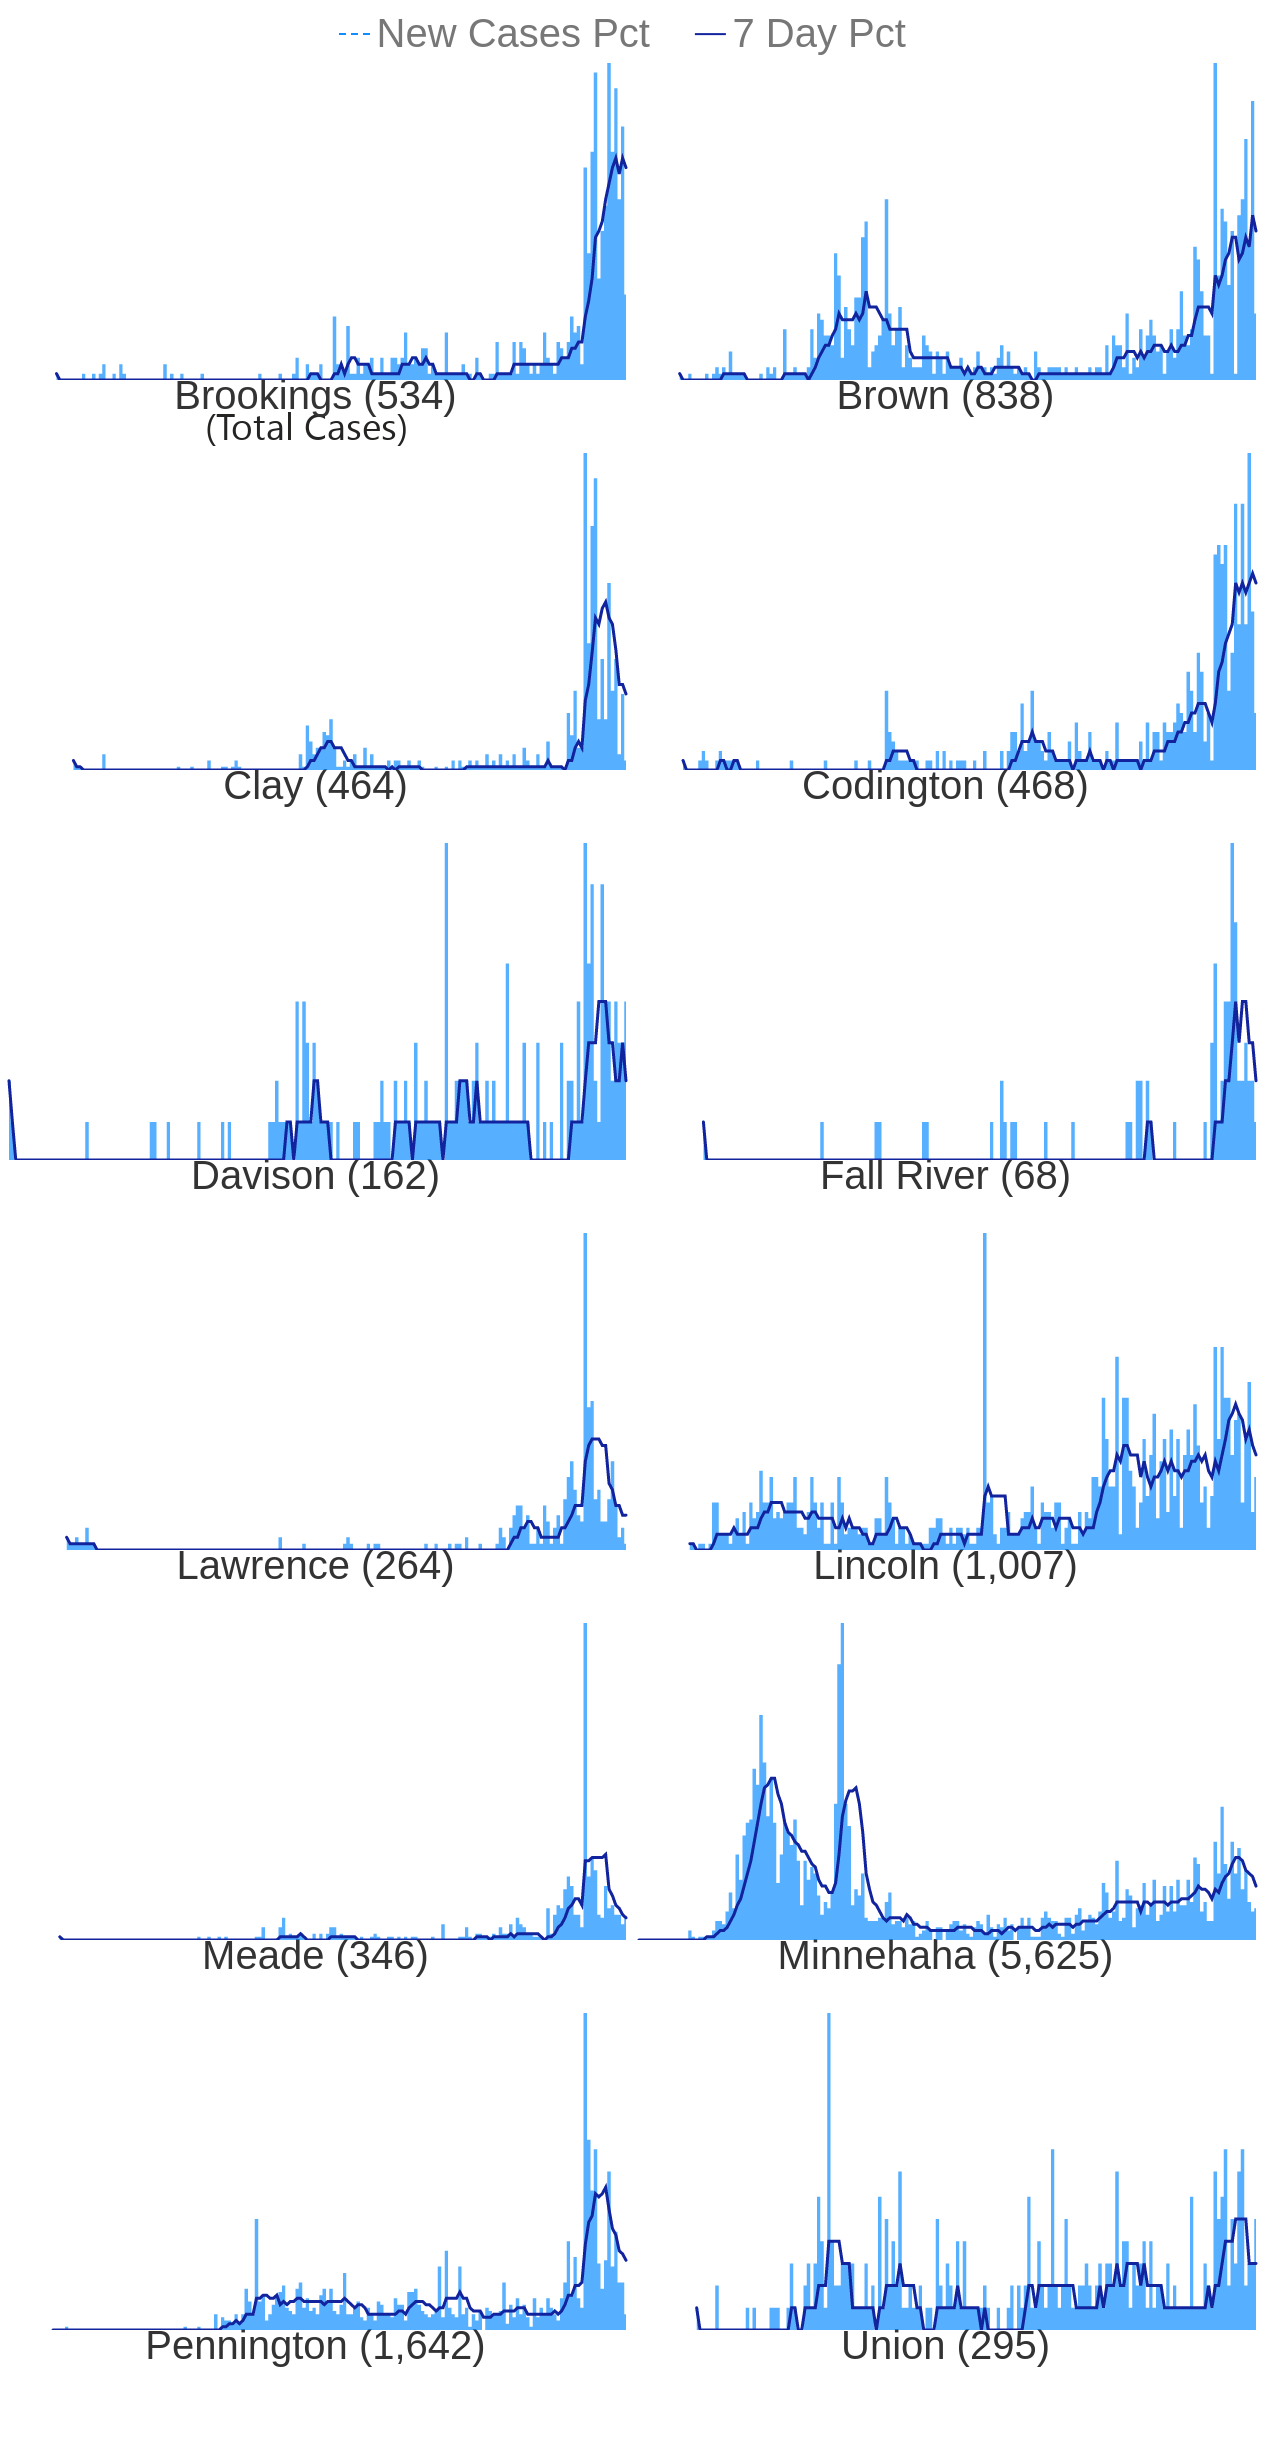 New Cases Pct 7 Day Pct
Brookings (534) Brown (838)
(Total Cases)
Clay (464) Codington (468)
Davison (162) Fall River (68)
Lawrence (264) Lincoln (1,007)
Meade (346) Minnehaha (5,625)
Pennington (1,642) Union (295)